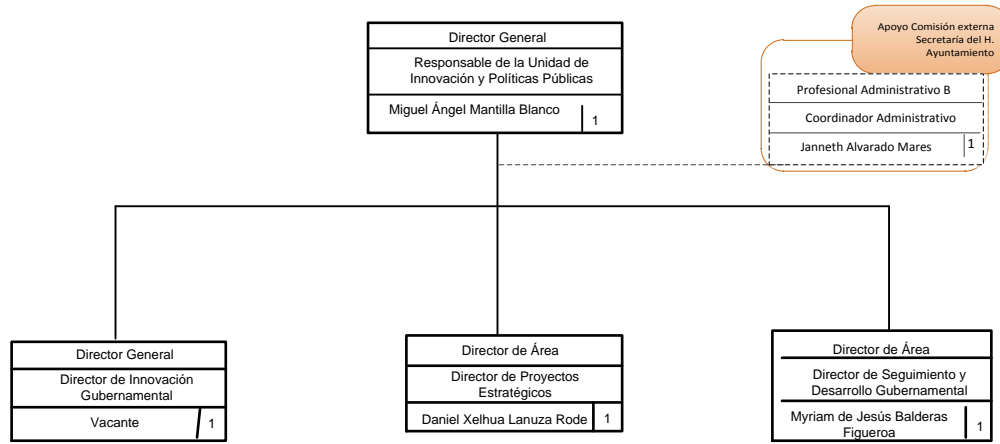 Director General
Responsable de la Unidad de
Innovación y Políticas Públicas
Miguel Ángel Mantilla Blanco
1
Apoyo Comisión externa
Secretaría del H.
Ayuntamiento
Profesional Administrativo B
Coordinador Administrativo
Janneth Alvarado Mares
1
Director General
Director de Innovación
Gubernamental
Vacante
1
Director de Área
Director de Proyectos
Estratégicos
Daniel Xelhua Lanuza Rode
1
Director de Área
Director de Seguimiento y
Desarrollo Gubernamental
Myriam de Jesús Balderas
Figueroa
1